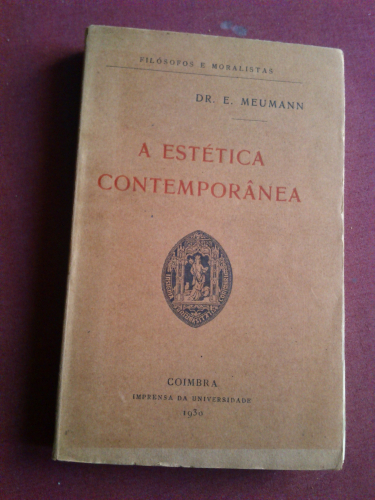 FILÓSOFOS E MORALISTAS
DR. E. MEUMANN
A ESTÉTICA
CONTEMPORÂNEA
COIMBRA
IMPRENSA DA UNIVERSIDADE
1930